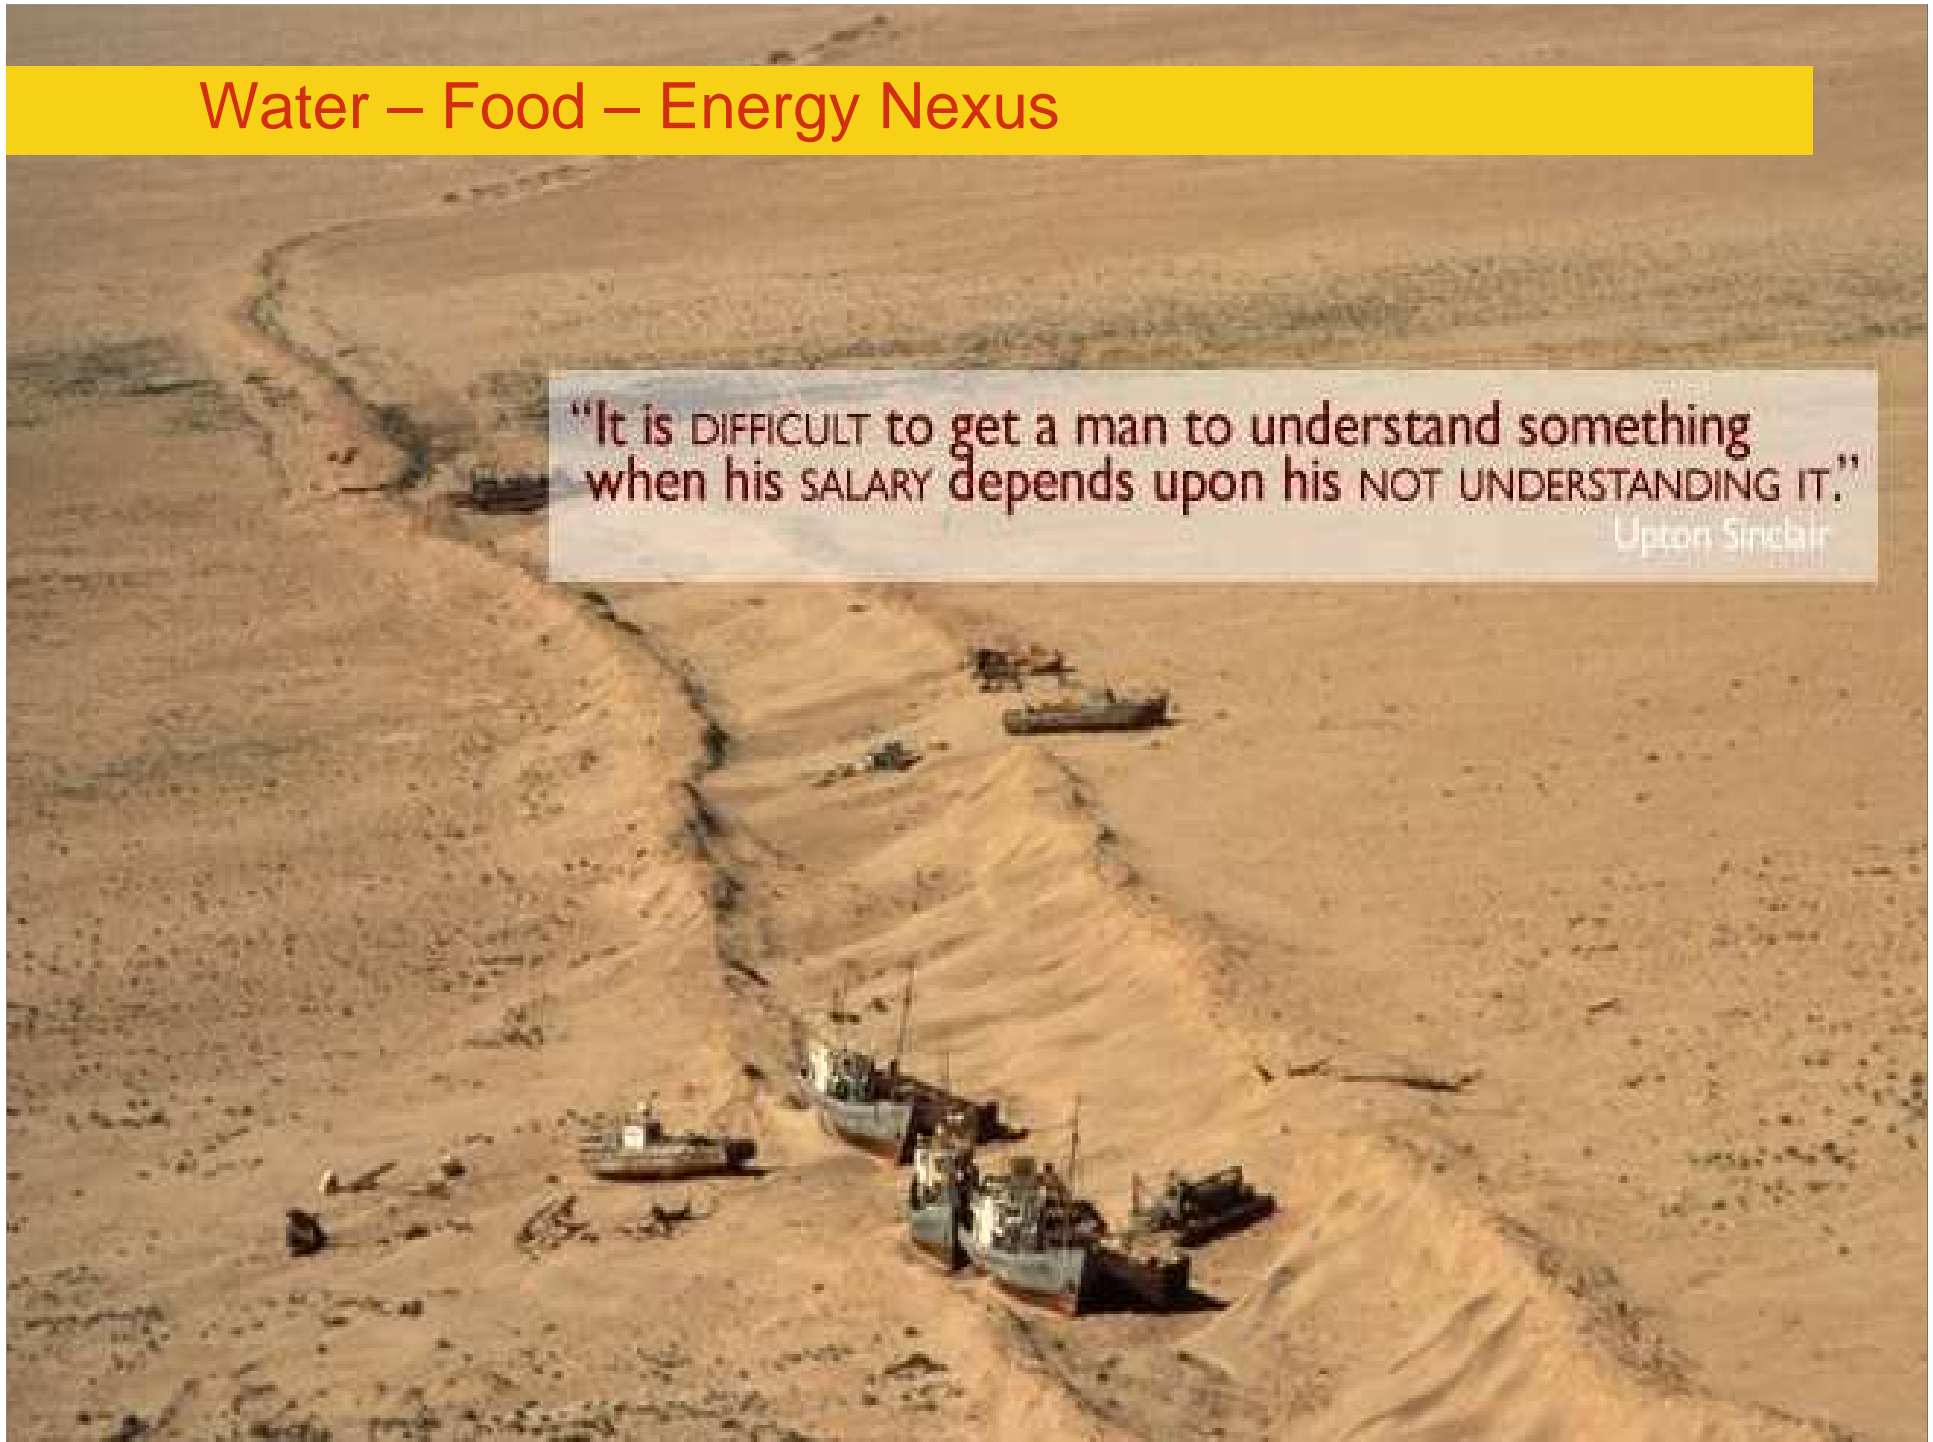 Water – Food – Energy Nexus
“It is DIFFICULT to get a man to understand something
when his SALARY depends upon his NOT UNDERSTANDING IT.”
Upton Sinclair